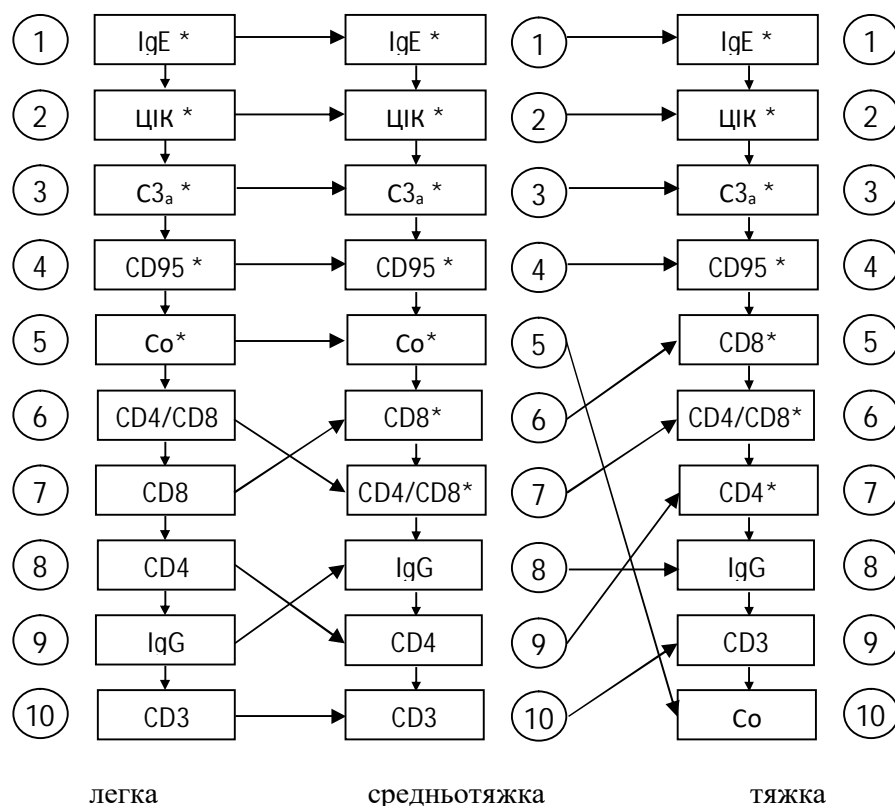 1 IgE * IgE * 1 IgE * 1
2 ЦІК * ЦІК * 2 ЦІК * 2
3 C3a * C3a * 3 C3a * 3
4 CD95 * CD95 * 4 CD95 * 4
5 Co* Co* 5 CD8* 5
6 CD4/CD8 CD8* 6 CD4/CD8* 6
7 CD8 CD4/CD8* 7 CD4* 7
8 CD4 IgG 8 IgG 8
9 IgG CD4 9 CD3 9
10 CD3 CD3 10 Co 10
легка средньотяжка тяжка